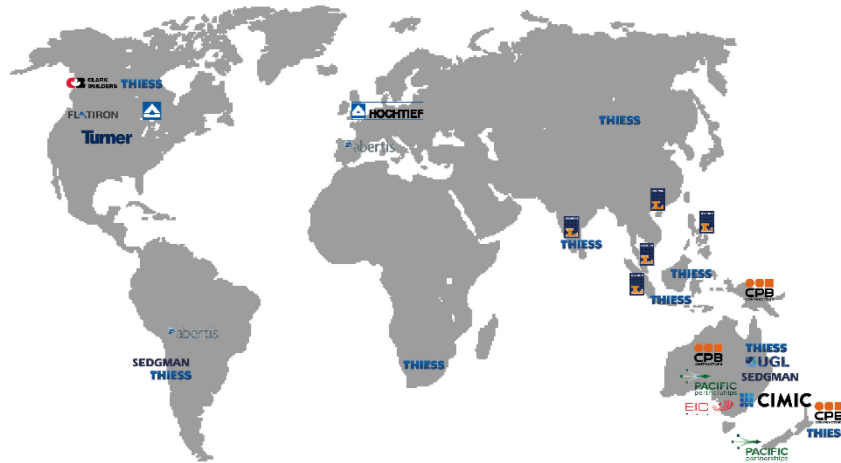 CLARK
BUILDERS
THIESS
FLATIRON
Turner
HOCHTIEF
abertis
THIESS
L
L
L
THIESS
L
THIESS
L
THIESS
CPB
abertis
SEDGMAN
THIESS
THIESS
CPB
THIESS
UGL
SEDGMAN
PACIFIC
partnerships
EIC
CIMIC
CPB
THIESS
PACIFIC
partnerships